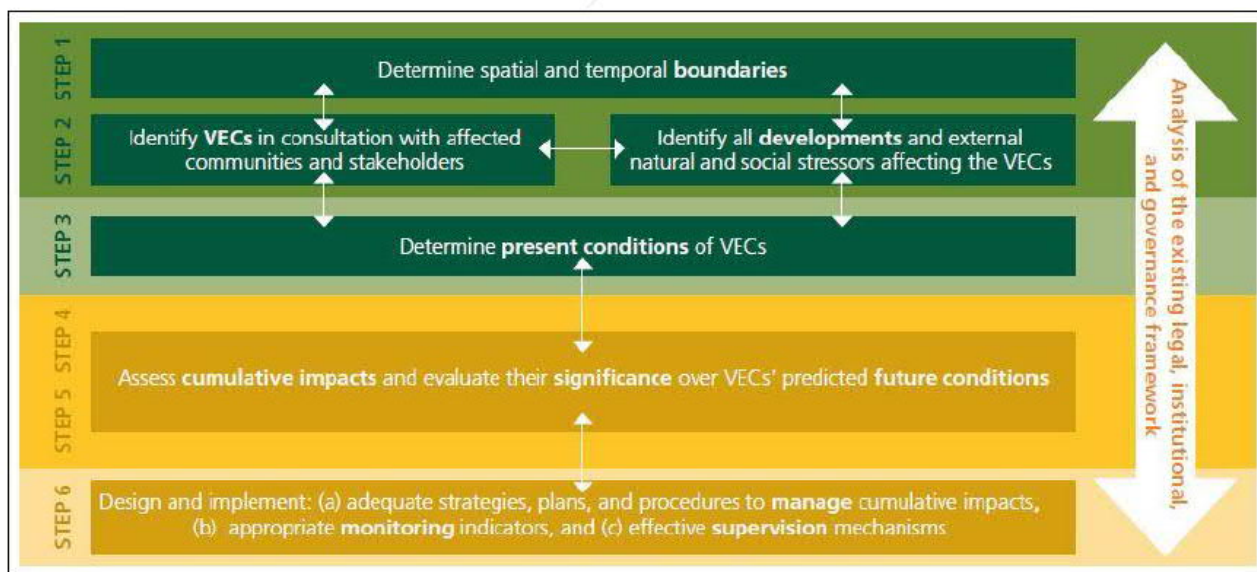 STEP 1
Determine spatial and temporal boundaries
STEP 2
Identify VECs in consultation with affected
communities and stakeholders
Identify all developments and external
natural and social stressors affecting the VECs
STEP 3
Determine present conditions of VECs
STEP 4
STEP 5
Assess cumulative impacts and evaluate their significance over VECs' predicted future conditions
STEP 6
Design and implement: (a) adequate strategies, plans, and procedures to manage cumulative impacts,
(b) appropriate monitoring indicators, and (c) effective supervision mechanisms
Analysis of the existing legal, institutional,
and governance framework